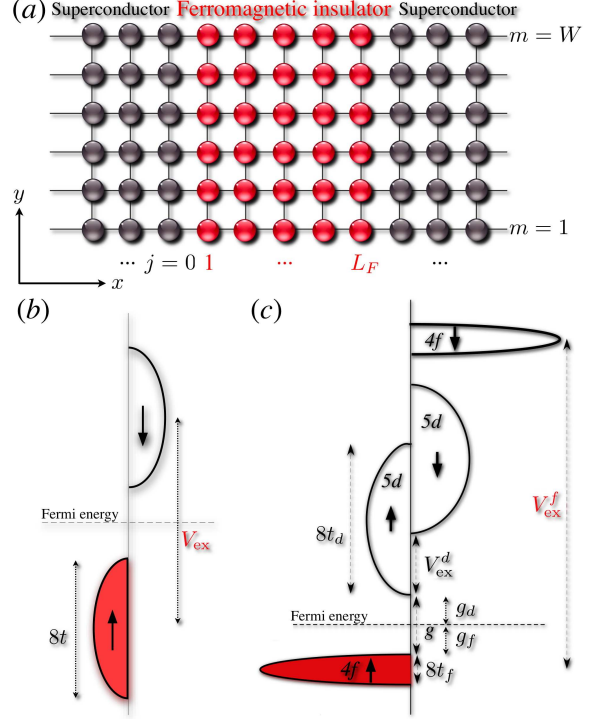 (a) Superconductor Ferromagnetic insulator Superconductor
m = W
m = 1
y
x
... j = 0 1 ... L_F ...
(b)
Fermi energy
V_ex
8t
(c)
4f
5d
5d
8t_d
V_ex^d
V_ex^f
g_d
Fermi energy
g
g_f
4f
8t_f